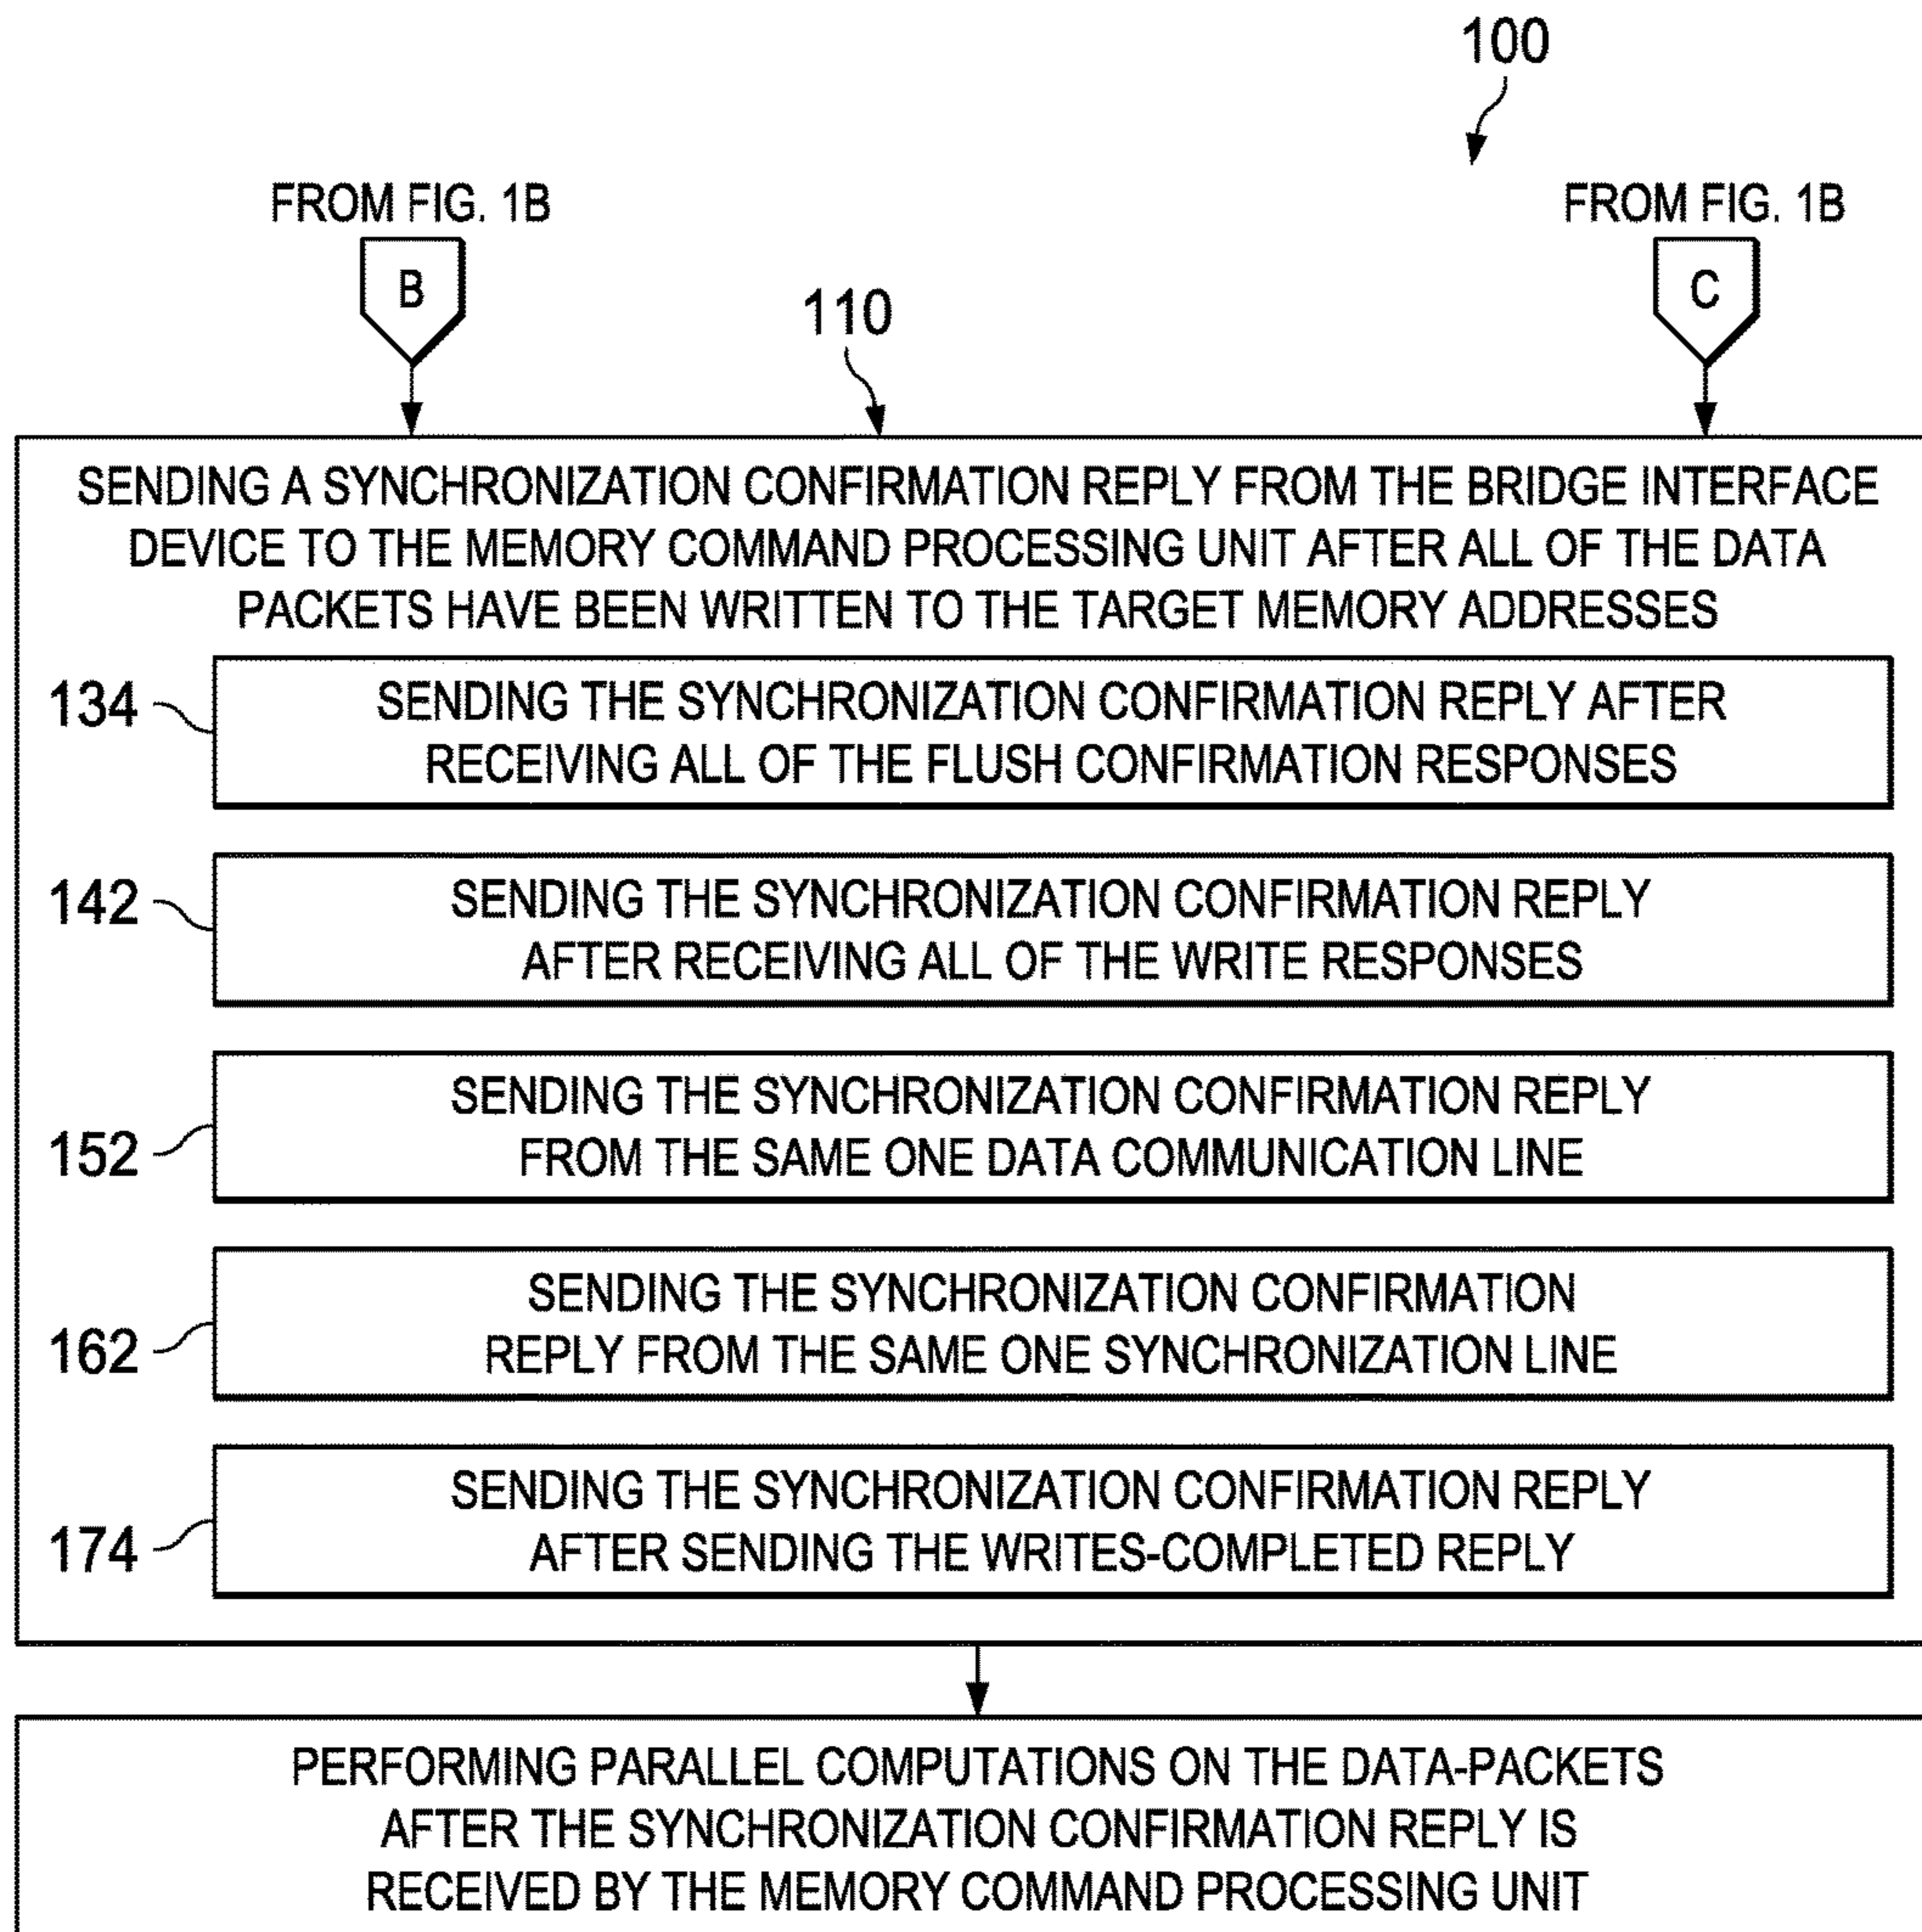 100
FROM FIG. 1B
FROM FIG. 1B
B
C
110
SENDING A SYNCHRONIZATION CONFIRMATION REPLY FROM THE BRIDGE INTERFACE
DEVICE TO THE MEMORY COMMAND PROCESSING UNIT AFTER ALL OF THE DATA
PACKETS HAVE BEEN WRITTEN TO THE TARGET MEMORY ADDRESSES
134
SENDING THE SYNCHRONIZATION CONFIRMATION REPLY AFTER
RECEIVING ALL OF THE FLUSH CONFIRMATION RESPONSES
142
SENDING THE SYNCHRONIZATION CONFIRMATION REPLY
AFTER RECEIVING ALL OF THE WRITE RESPONSES
152
SENDING THE SYNCHRONIZATION CONFIRMATION REPLY
FROM THE SAME ONE DATA COMMUNICATION LINE
162
SENDING THE SYNCHRONIZATION CONFIRMATION
REPLY FROM THE SAME ONE SYNCHRONIZATION LINE
174
SENDING THE SYNCHRONIZATION CONFIRMATION REPLY
AFTER SENDING THE WRITES-COMPLETED REPLY
PERFORMING PARALLEL COMPUTATIONS ON THE DATA-PACKETS
AFTER THE SYNCHRONIZATION CONFIRMATION REPLY IS
RECEIVED BY THE MEMORY COMMAND PROCESSING UNIT